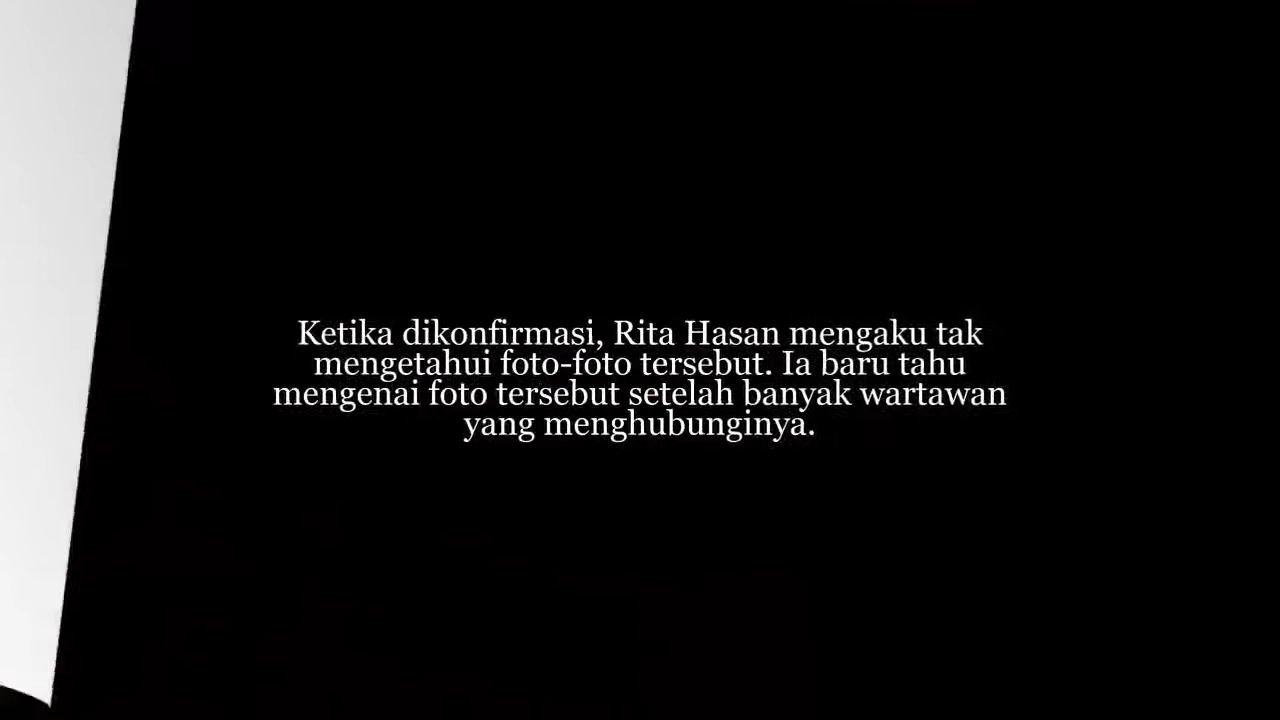 Ketika dikonfirmasi, Rita Hasan mengaku tak
mengetahui foto-foto tersebut. Ia baru tahu
mengenai foto tersebut setelah banyak wartawan
yang menghubunginya.